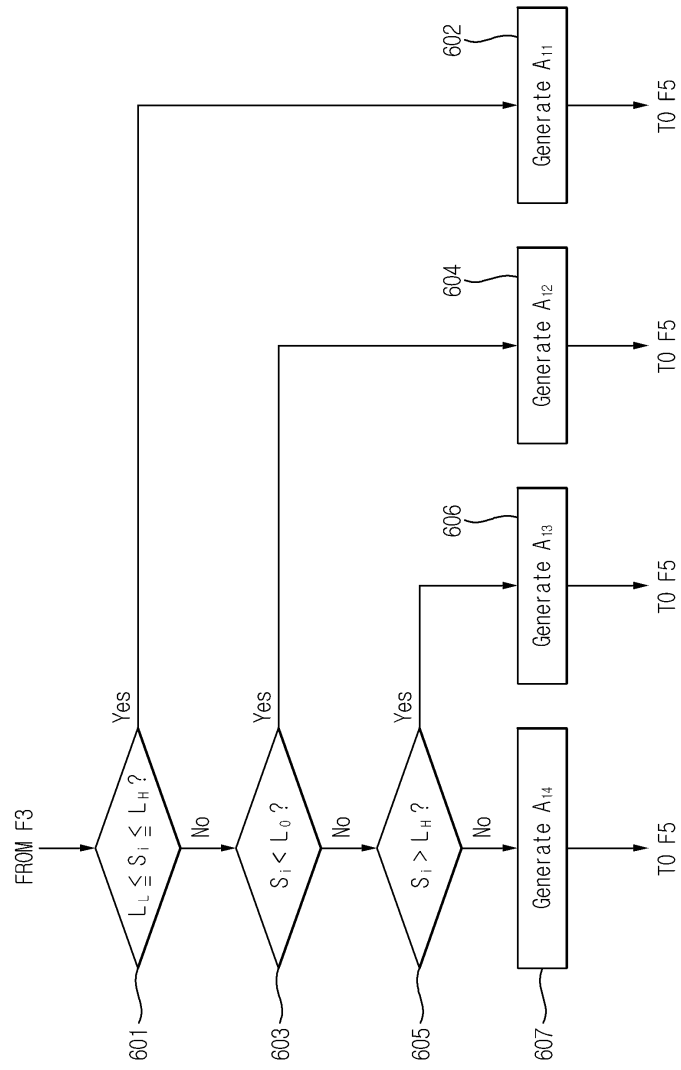 FROM F3
601
L_L ≦ S_i ≦ L_H ?
Yes
No
603
S_i < L_0 ?
Yes
No
605
S_i > L_H ?
Yes
No
607
Generate A_14
606
Generate A_13
604
Generate A_12
602
Generate A_11
TO F5
TO F5
TO F5
TO F5